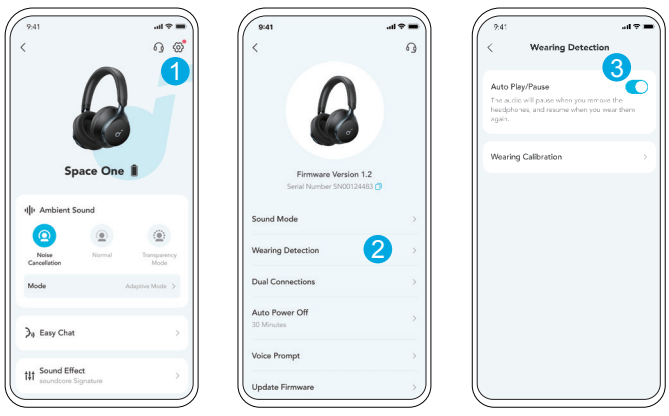 9:41
1
Space One
Ambient Sound
Noise Cancellation
Normal
Transparency Mode
Mode
Adaptive Mode >
Easy Chat >
Sound Effect >
soundcore Signature
9:41
Firmware Version 1.2
Serial Number SN00124483
Sound Mode >
Wearing Detection 2 >
Dual Connections >
Auto Power Off >
30 Minutes
Voice Prompt >
Update Firmware >
9:41
Wearing Detection
3
Auto Play/Pause
The audio will pause when you remove the
headphones, and resume when you wear them
again.
Wearing Calibration >